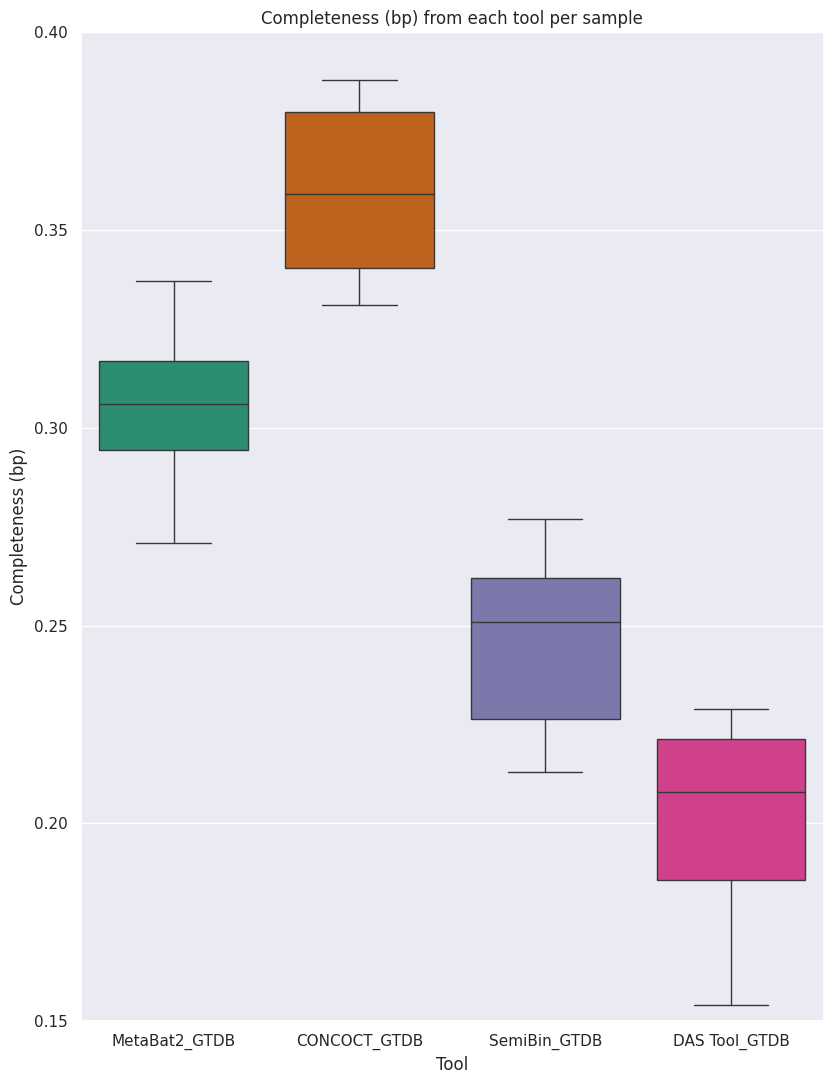 Completeness (bp) from each tool per sample
0.40
0.35
0.30
0.25
0.20
0.15
Completeness (bp)
MetaBat2_GTDB
CONCOCT_GTDB
SemiBin_GTDB
DAS Tool_GTDB
Tool